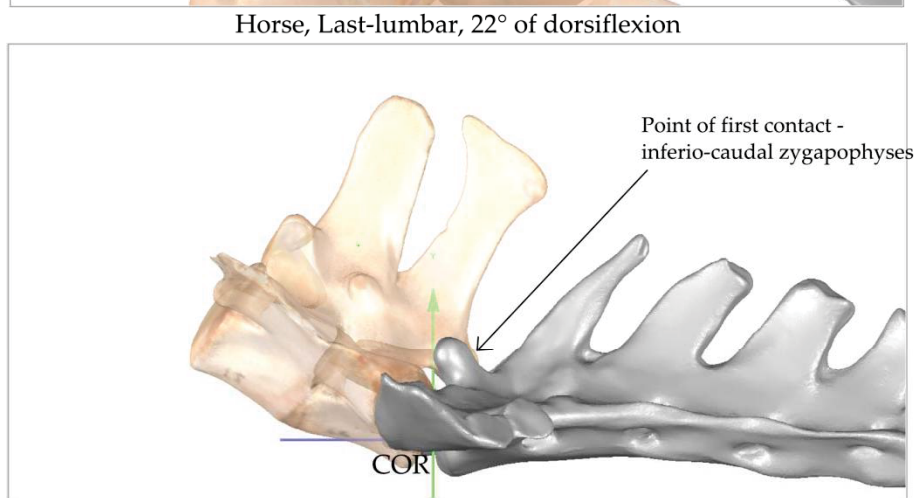 Horse, Last-lumbar, 22° of dorsiflexion
Point of first contact -
inferio-caudal zygapophyses
COR